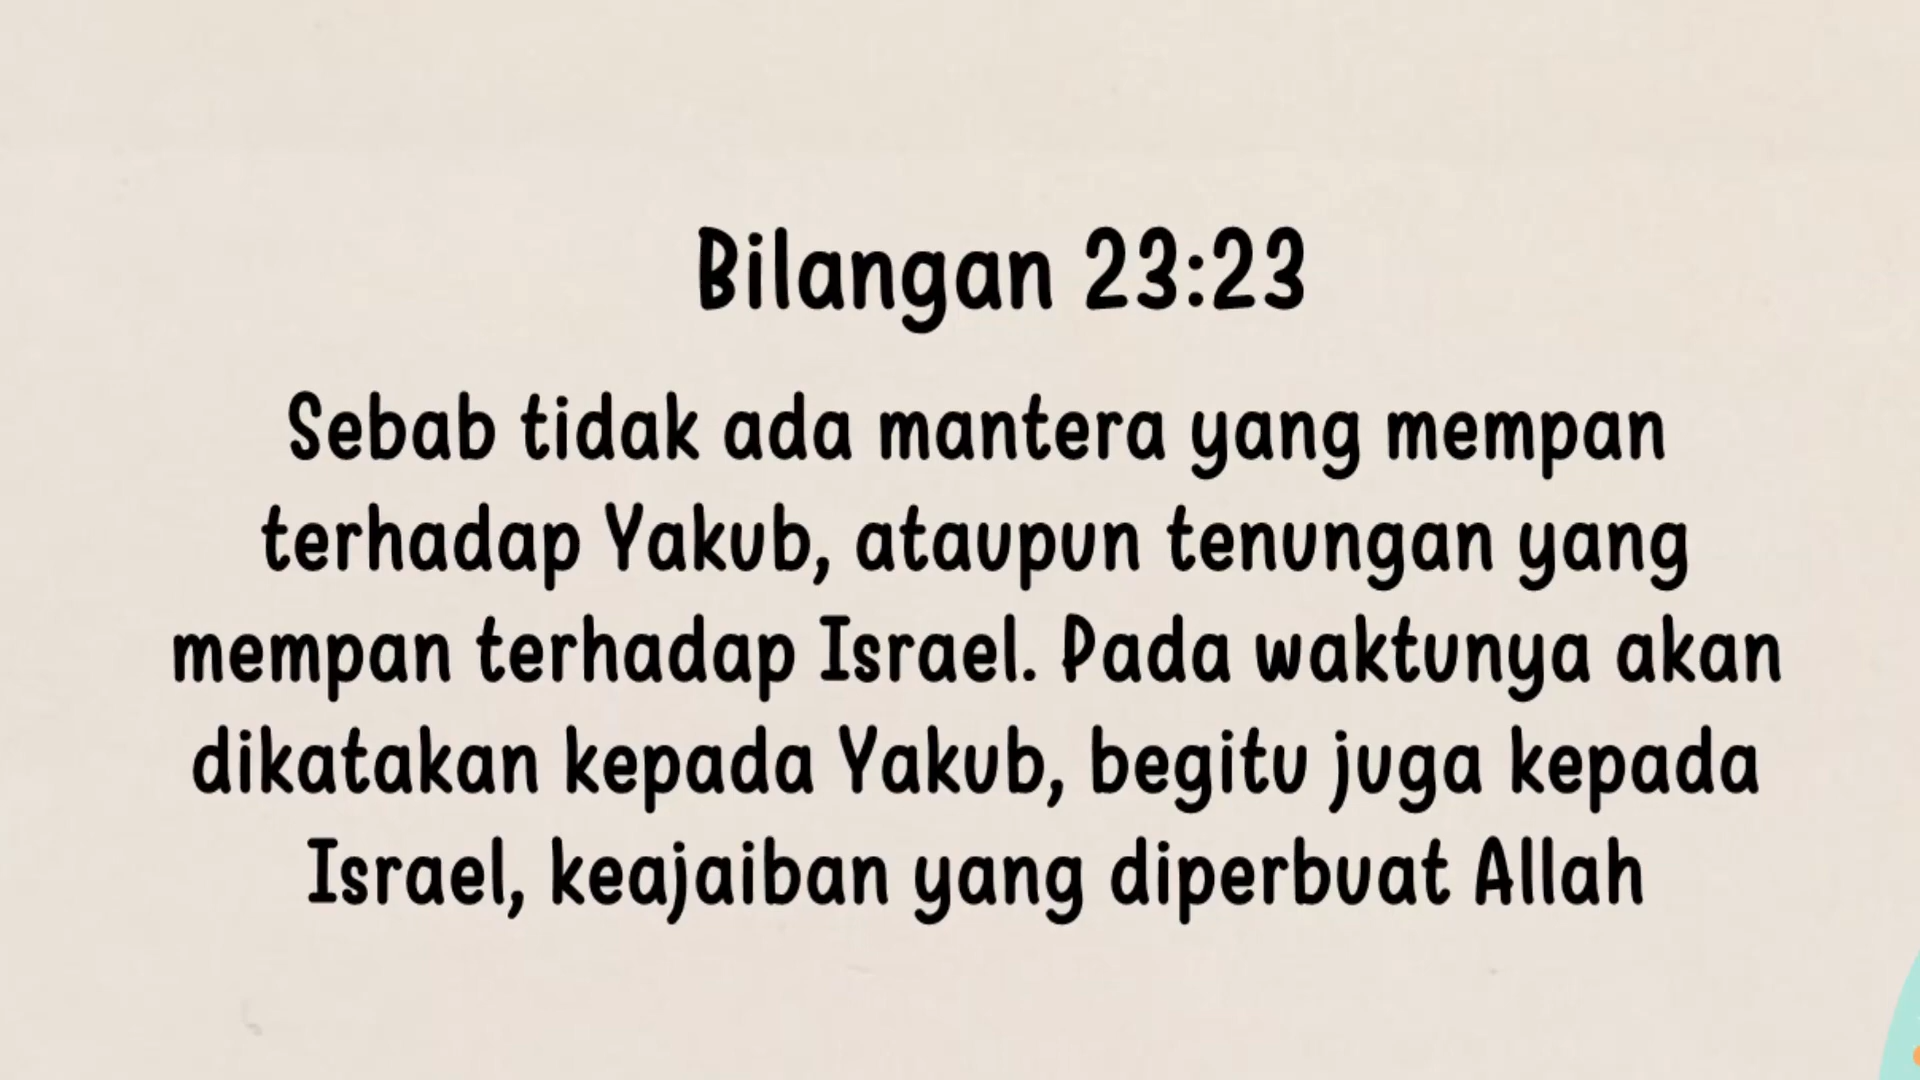 Bilangan 23:23
Sebab tidak ada mantera yang mempan
terhadap Yakub, ataupun tenungan yang
mempan terhadap Israel. Pada waktunya akan
dikatakan kepada Yakub, begitu juga kepada
Israel, keajaiban yang diperbuat Allah